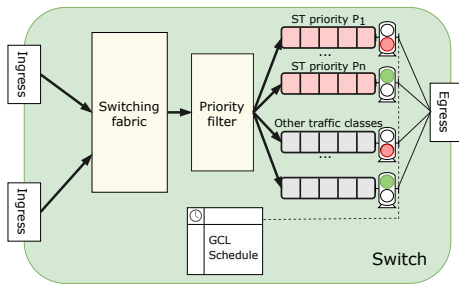 ST priority P1
...
Ingress
ST priority Pn
Switching
fabric
Priority
filter
Egress
Other traffic classes
...
Ingress
GCL
Schedule
Switch